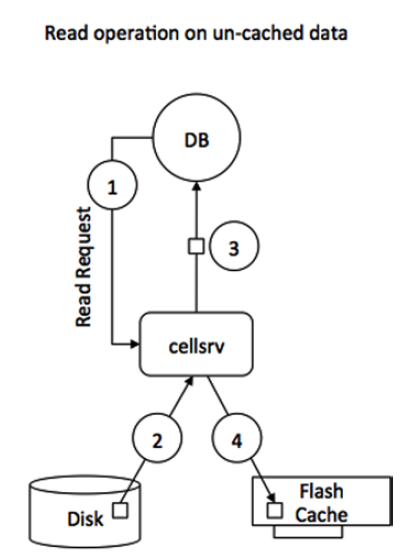 Read operation on un-cached data
DB
1
Read Request
3
cellsrv
2
4
Disk
Flash
Cache